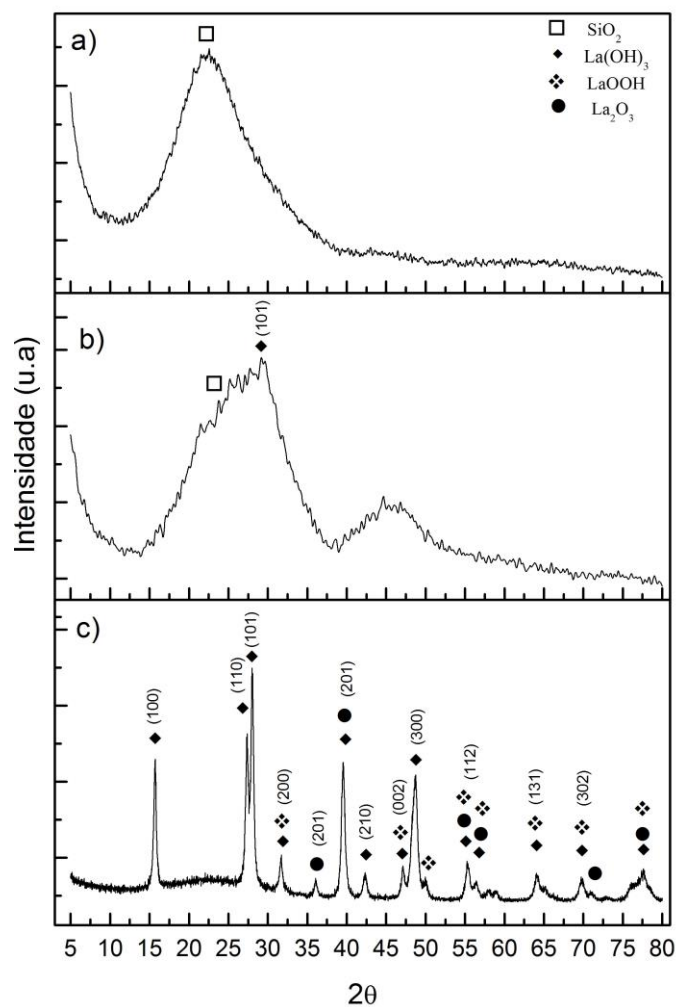 a)
SiO₂
La(OH)₃
LaOOH
La₂O₃
b)
(101)
Intensidade (u.a)
c)
(100)
(110)
(101)
(200)
(201)
(201)
(210)
(002)
(300)
(112)
(131)
(302)
5 10 15 20 25 30 35 40 45 50 55 60 65 70 75 80
2θ